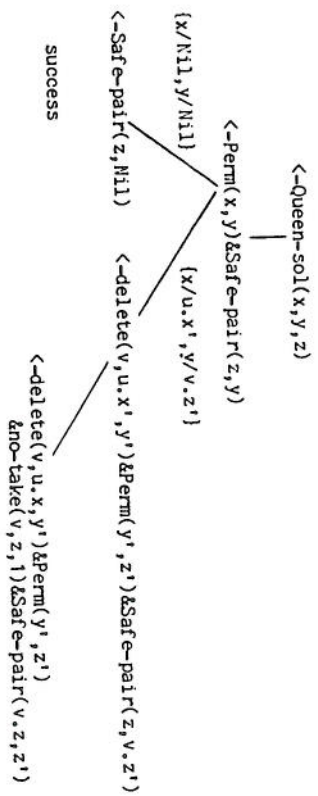 <-Queen-sol(x,y,z)
<-Perm(x,y)&Safe-pair(z,y)
{x/Nil,y/Nil}
{x/u.x',y/v.z'}
<-Safe-pair(z,Nil)
<-delete(v,u.x',y')&Perm(y',z')&Safe-pair(z,v.z')
success
<-delete(v,u.x,y')&Perm(y',z')
&no-take(v,z,1)&Safe-pair(v.z,z')